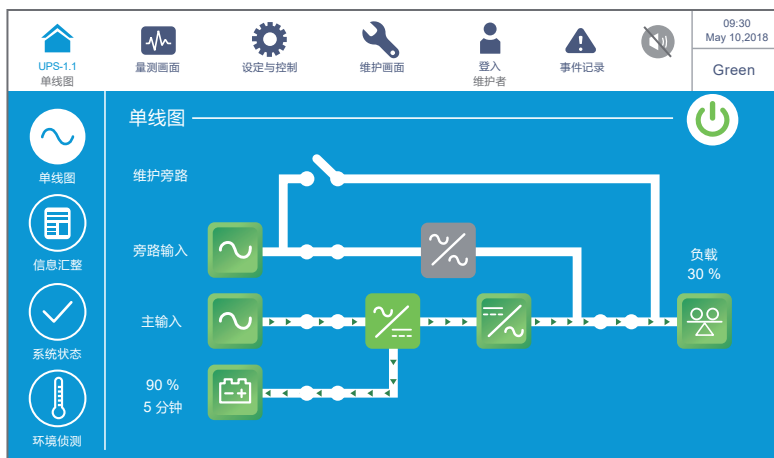 UPS-1.1
单线图
量测画面
设定与控制
维护画面
登入
维护者
事件记录
09:30
May 10,2018
Green
单线图
信息汇整
系统状态
环境侦测
单线图
维护旁路
旁路输入
主输入
90 %
5 分钟
负载
30 %